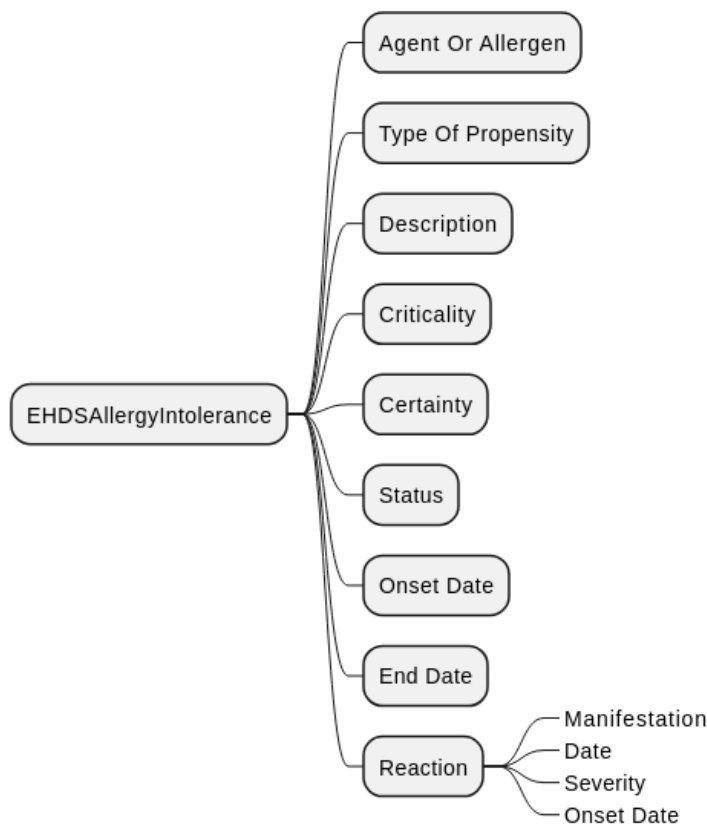 EHDSAllergyIntolerance
Agent Or Allergen
Type Of Propensity
Description
Criticality
Certainty
Status
Onset Date
End Date
Reaction
Manifestation
Date
Severity
Onset Date